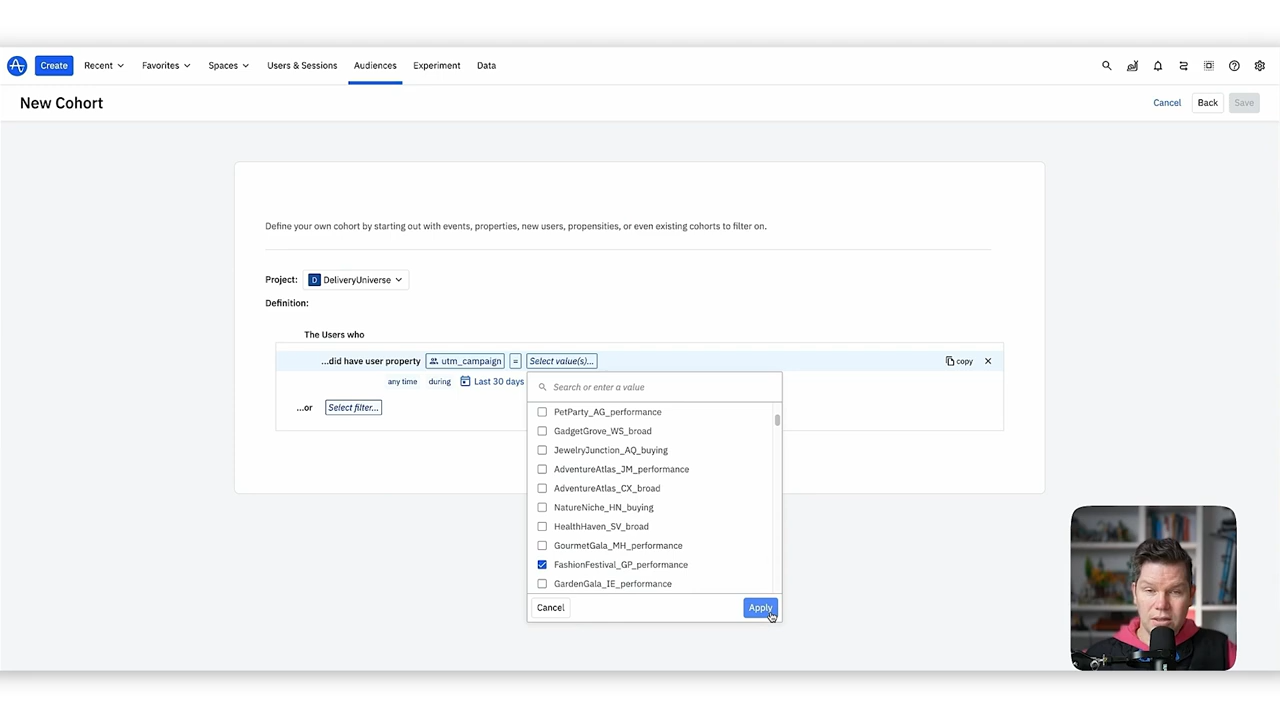 Create Recent Favorites Spaces Users & Sessions Audiences Experiment Data
New Cohort
Cancel Back Save
Define your own cohort by starting out with events, properties, new users, propensities, or even existing cohorts to filter on.
Project: D DeliveryUniverse
Definition:
The Users who
...did have user property utm_campaign = Select value(s)... copy
any time during Last 30 days
...or Select filter...
Search or enter a value
PetParty_AG_performance
GadgetGrove_WS_broad
JewelryJunction_AQ_buying
AdventureAtlas_JM_performance
AdventureAtlas_CX_broad
NatureNiche_HN_buying
HealthHaven_SV_broad
GourmetGala_MH_performance
FashionFestival_GP_performance
GardenGala_IE_performance
Cancel Apply